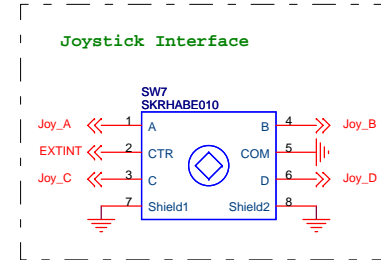 Joystick Interface
SW7
SKRHABE010
Joy_A 1 A B 4 Joy_B
EXTINT 2 CTR COM 5
Joy_C 3 C D 6 Joy_D
7 Shield1 Shield2 8